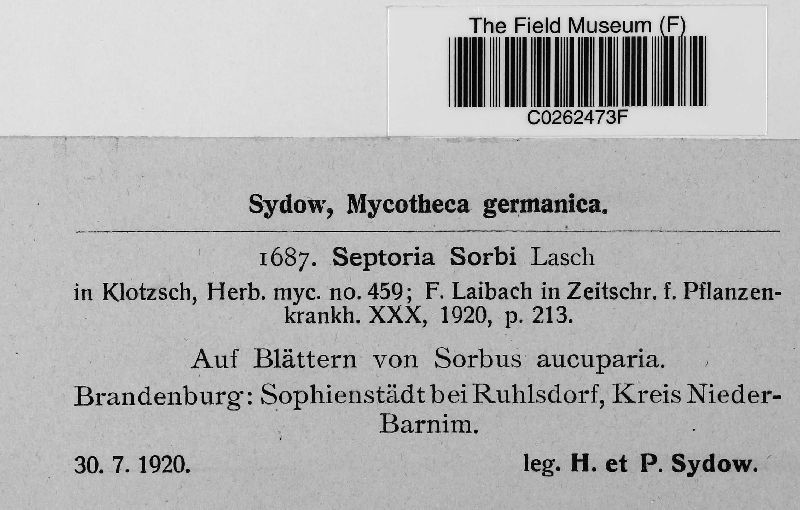 The Field Museum (F)
C0262473F
Sydow, Mycotheca germanica.
1687. Septoria Sorbi Lasch
in Klotzsch, Herb. myc. no. 459; F. Laibach in Zeitschr. f. Pflanzen-
krankh. XXX, 1920, p. 213.
Auf Blättern von Sorbus aucuparia.
Brandenburg: Sophienstädt bei Ruhlsdorf, Kreis Nieder-
Barnim.
30. 7. 1920. leg. H. et P. Sydow.